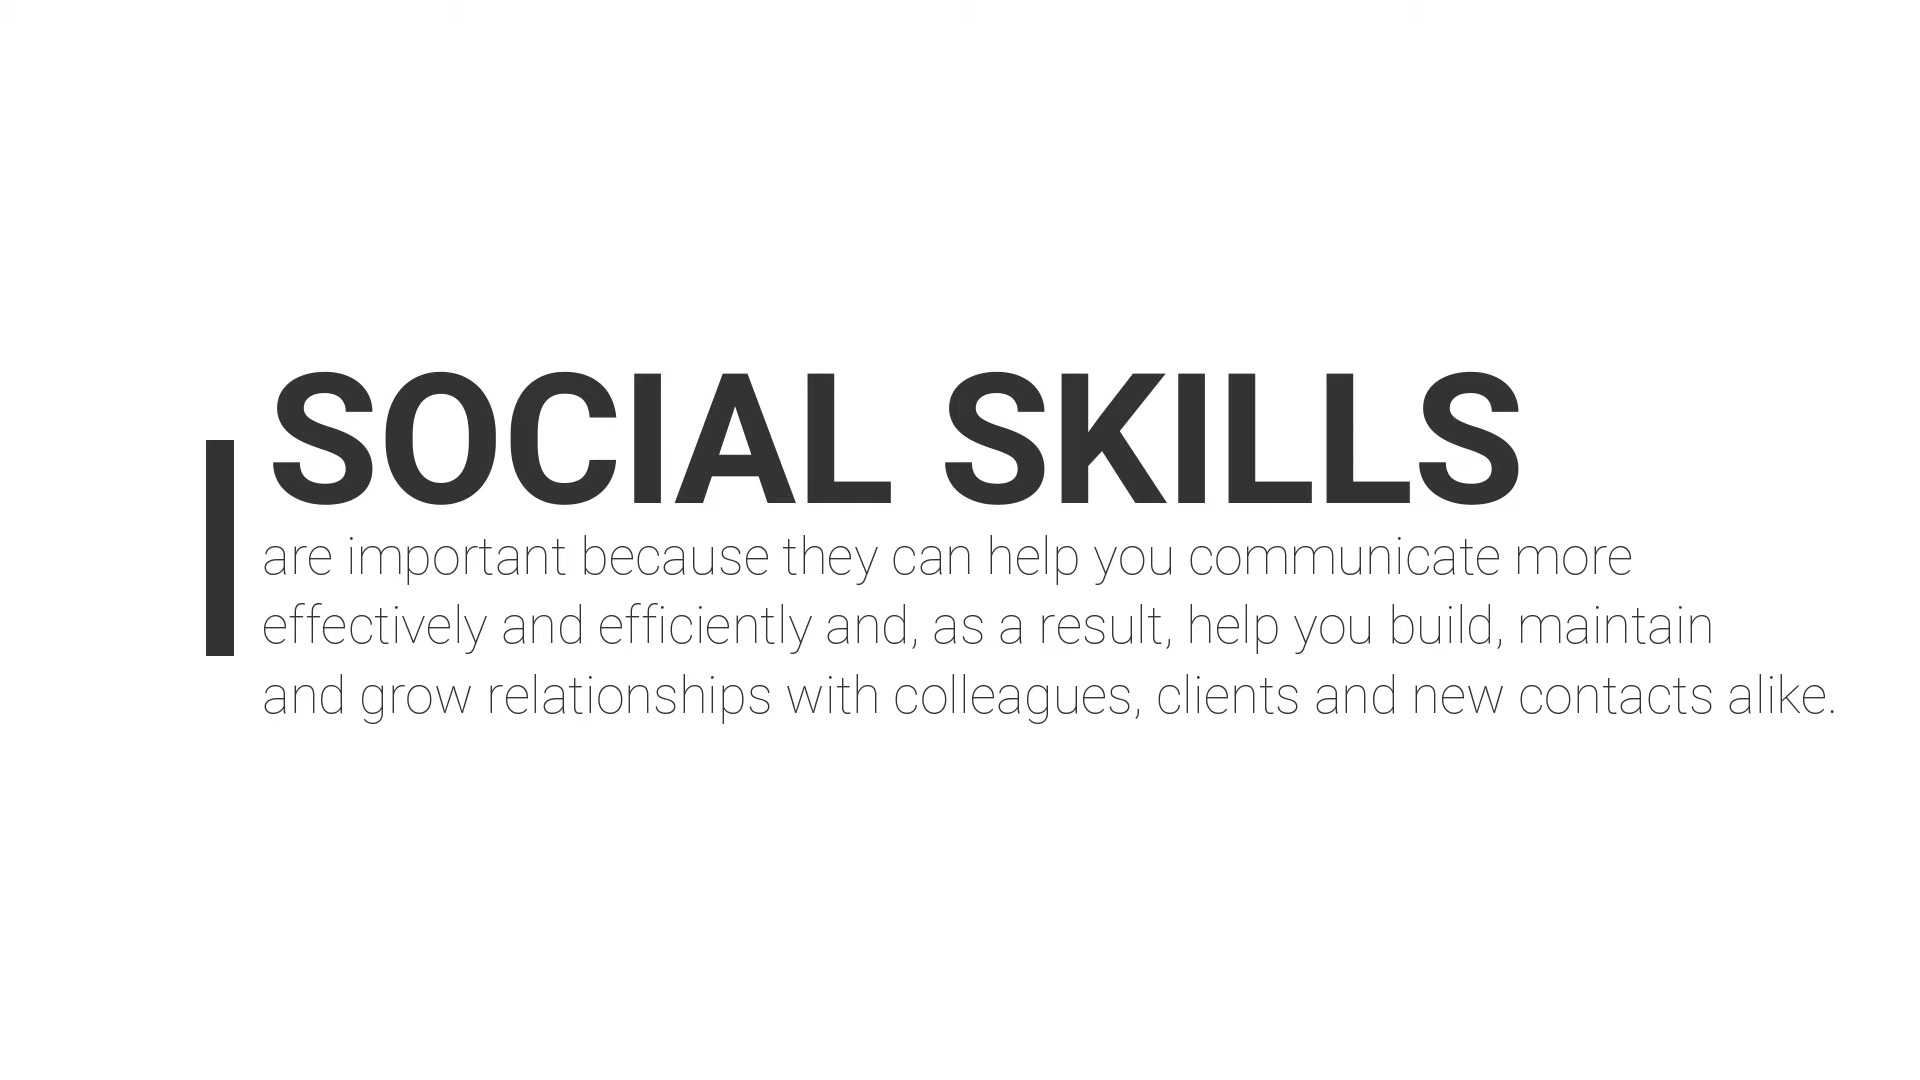 SOCIAL SKILLS
are important because they can help you communicate more
effectively and efficiently and, as a result, help you build, maintain
and grow relationships with colleagues, clients and new contacts alike.